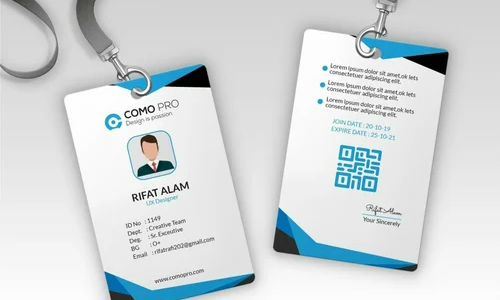 COMO PRO
Design is passion
RIFAT ALAM
UX Designer
ID No : 1149
Dept. : Creative Team
Deg. : Sr. Exceutive
BG : O+
Email : rifatrafi202@gmail.com
www.comopro.com
Lorem ipsum dolor sit amet,ok lets
consectetuer adipiscing elit.
Lorem ipsum dolor sit amet,ok lets
consectetuer adipiscing elit.
Lorem ipsum dolor sit amet,ok lets
consectetuer adipiscing elit.
JOIN DATE : 20-10-19
EXPIRE DATE : 25-10-21
Rifat Alam
Your Sincerely